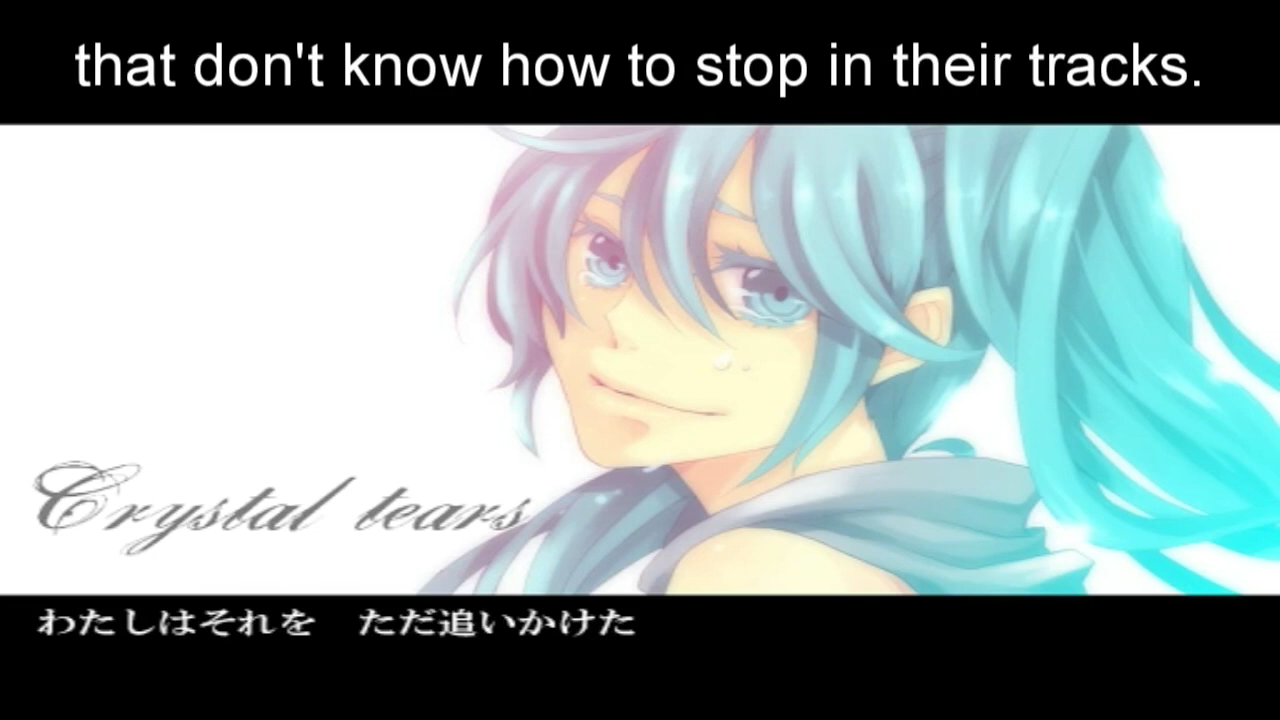 that don't know how to stop in their tracks.
Crystal tears
わたしはそれを　ただ追いかけた